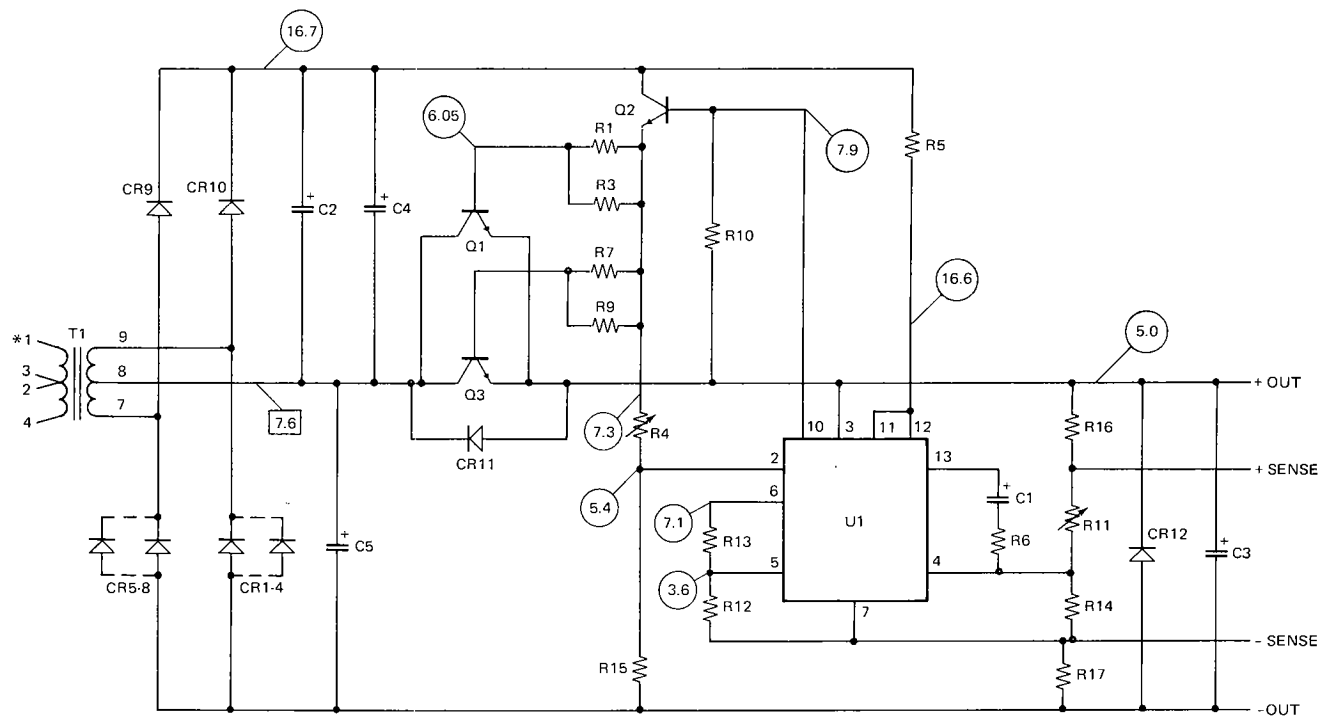 16.7
Q2
R1
6.05
7.9
R5
R3
CR9
CR10
C2
C4
Q1
R10
R7
16.6
R9
5.0
*1
T1
9
3
8
2
7
4
7.6
+ OUT
Q3
CR11
7.3
R4
10
3
11
12
R16
2
13
+ SENSE
5.4
6
C1
7.1
U1
R11
R13
R6
CR12
C3
5
4
3.6
C5
CR5-8
CR1-4
R12
R14
7
- SENSE
R15
R17
-OUT
+
+
+
+
+